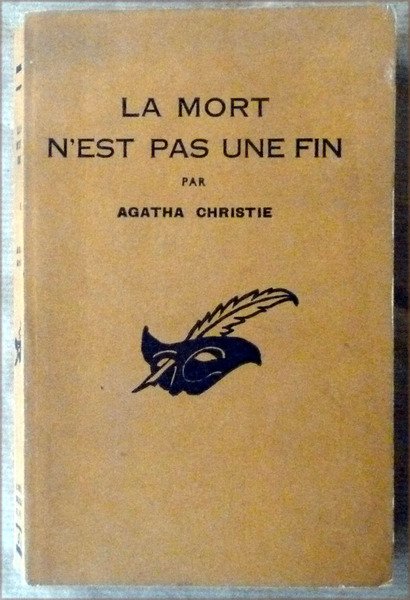 LA MORT
N'EST PAS UNE FIN
PAR
AGATHA CHRISTIE